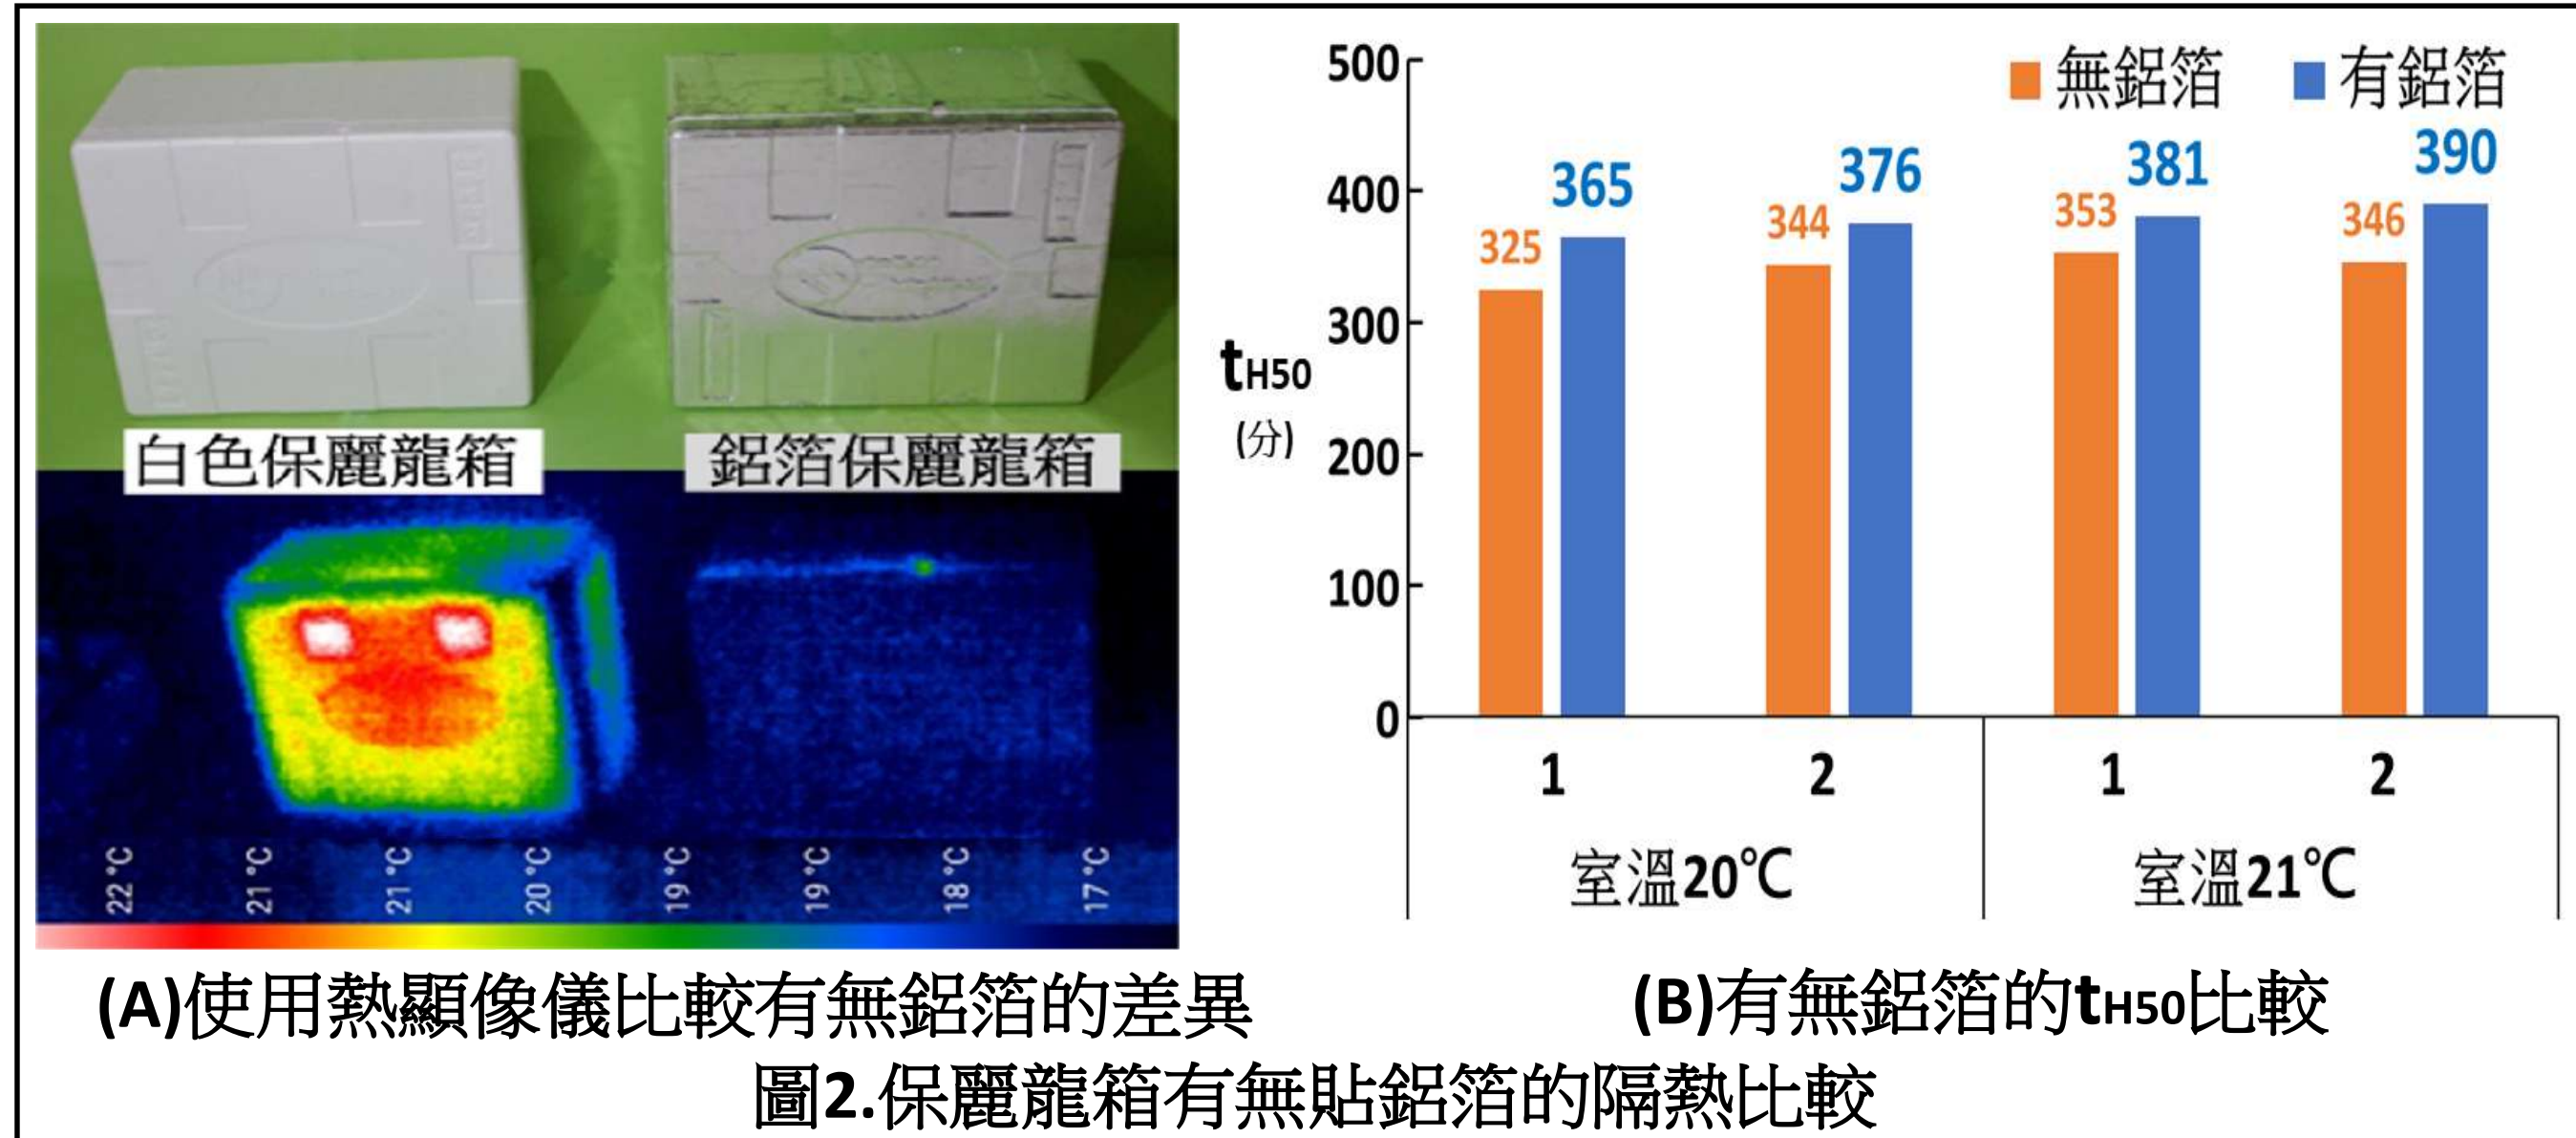 白色保麗龍箱
鋁箔保麗龍箱
22 °C
21 °C
21 °C
20 °C
19 °C
19 °C
18 °C
17 °C
(A)使用熱顯像儀比較有無鋁箔的差異
無鋁箔 有鋁箔
tH50
(分)
500
400
300
200
100
0
325 365 344 376 353 381 346 390
1 2 1 2
室溫20℃ 室溫21℃
(B)有無鋁箔的tH50比較
圖2.保麗龍箱有無貼鋁箔的隔熱比較